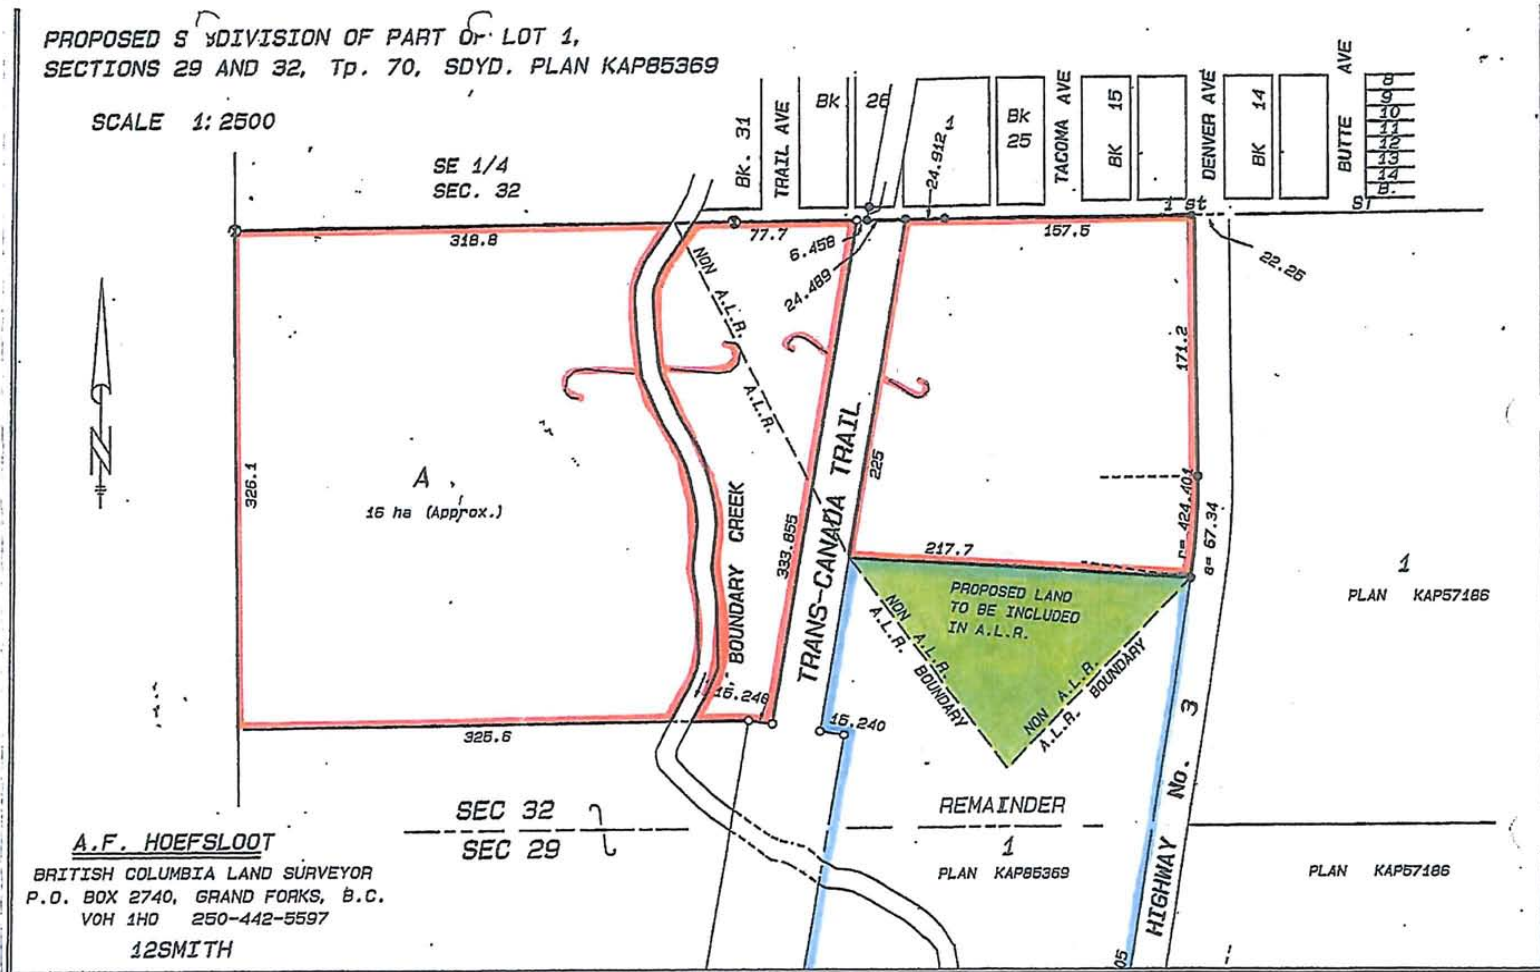 PROPOSED S BDIVISION OF PART OF LOT 1,
SECTIONS 29 AND 32, Tp. 70, SDYD. PLAN KAP85369
SCALE 1:2500
SE 1/4
SEC. 32
BK. 31
TRAIL AVE
BK 26
24.912
1
BK
25
TACOMA AVE
BK 15
DENVER AVE
BK 14
BUTTE AVE
8
9
10
11
12
13
14
B.
1 St
ST
318.8
77.7
6.458
24.489
157.5
22.25
NON A.L.R.
A.L.R.
171.2
326.1
A
16 ha (Approx.)
BOUNDARY CREEK
333.855
TRANS-CANADA TRAIL
225
r= 424.401
a= 67.34
217.7
PROPOSED LAND
TO BE INCLUDED
IN A.L.R.
NON A.L.R.
A.L.R. BOUNDARY
NON A.L.R.
A.L.R. BOUNDARY
1
PLAN KAP57186
15.240
15.240
325.6
SEC 32
SEC 29
REMAINDER
1
PLAN KAP85369
HIGHWAY No. 3
PLAN KAP57186
05
A.F. HOEFSLOOT
BRITISH COLUMBIA LAND SURVEYOR
P.O. BOX 2740, GRAND FORKS, B.C.
V0H 1H0 250-442-5597
12SMITH
N